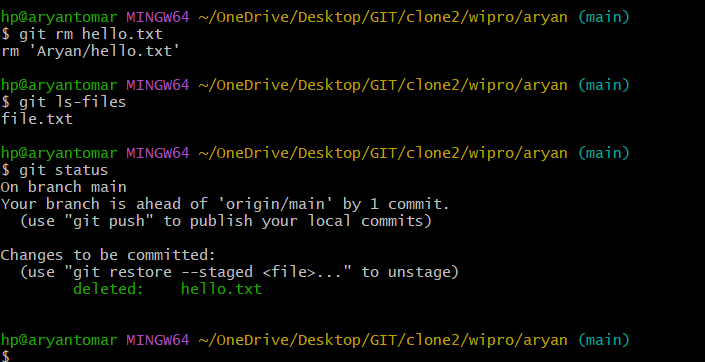 hp@aryantomar MINGW64 ~/OneDrive/Desktop/GIT/clone2/wipro/aryan (main)
$ git rm hello.txt
rm 'Aryan/hello.txt'
hp@aryantomar MINGW64 ~/OneDrive/Desktop/GIT/clone2/wipro/aryan (main)
$ git ls-files
file.txt
hp@aryantomar MINGW64 ~/OneDrive/Desktop/GIT/clone2/wipro/aryan (main)
$ git status
On branch main
Your branch is ahead of 'origin/main' by 1 commit.
  (use "git push" to publish your local commits)
Changes to be committed:
  (use "git restore --staged <file>..." to unstage)
        deleted:    hello.txt
hp@aryantomar MINGW64 ~/OneDrive/Desktop/GIT/clone2/wipro/aryan (main)
$